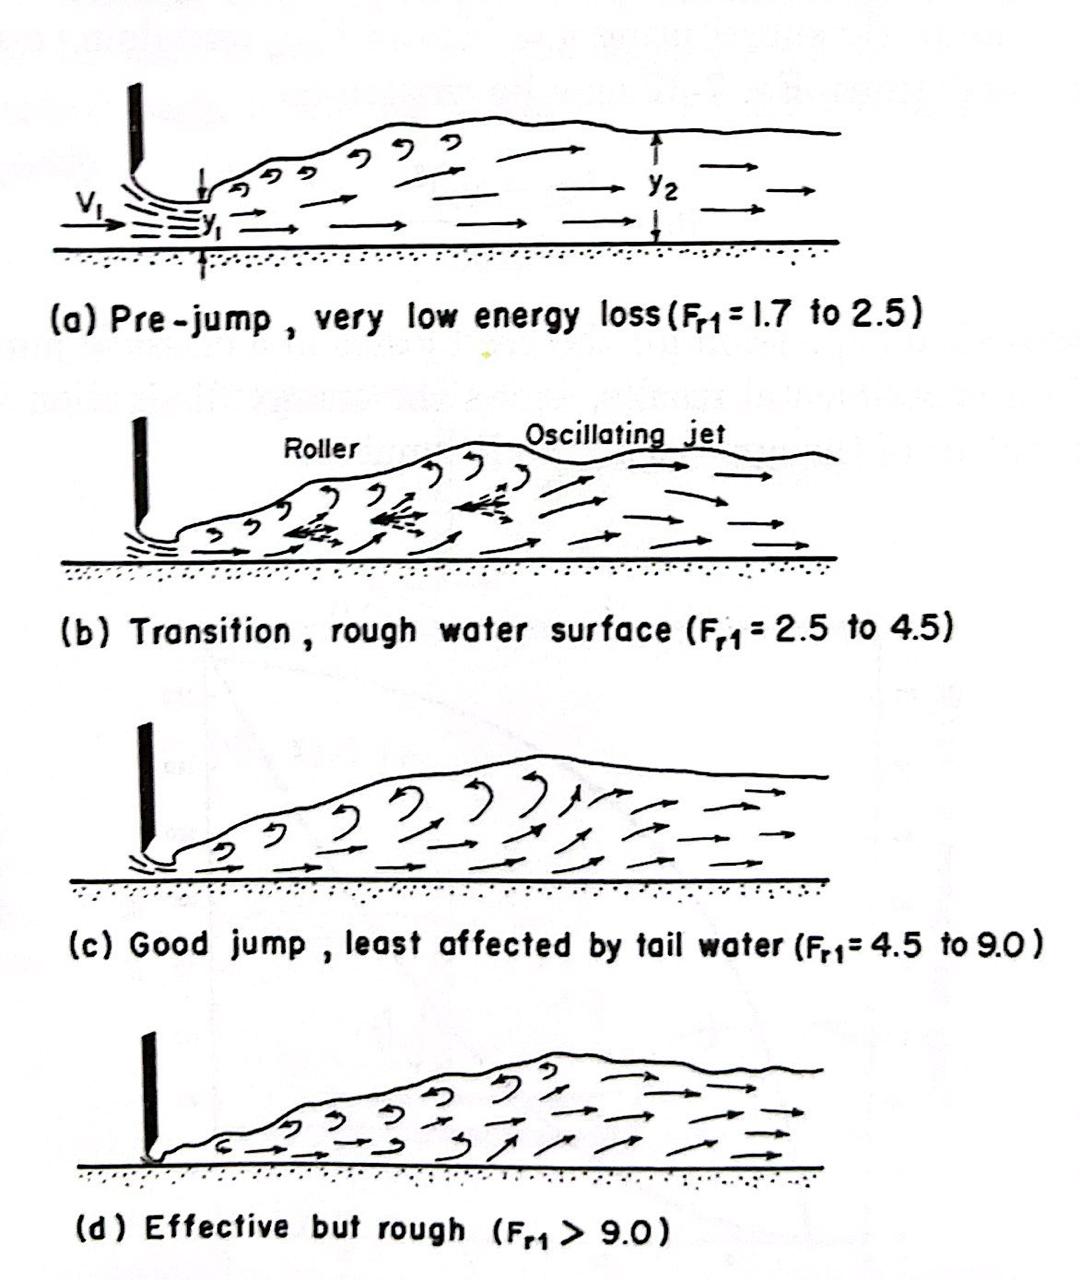 V1
y1
y2
(a) Pre-jump, very low energy loss (Fr1 = 1.7 to 2.5)
Roller
Oscillating jet
(b) Transition, rough water surface (Fr1 = 2.5 to 4.5)
(c) Good jump, least affected by tail water (Fr1 = 4.5 to 9.0)
(d) Effective but rough (Fr1 > 9.0)